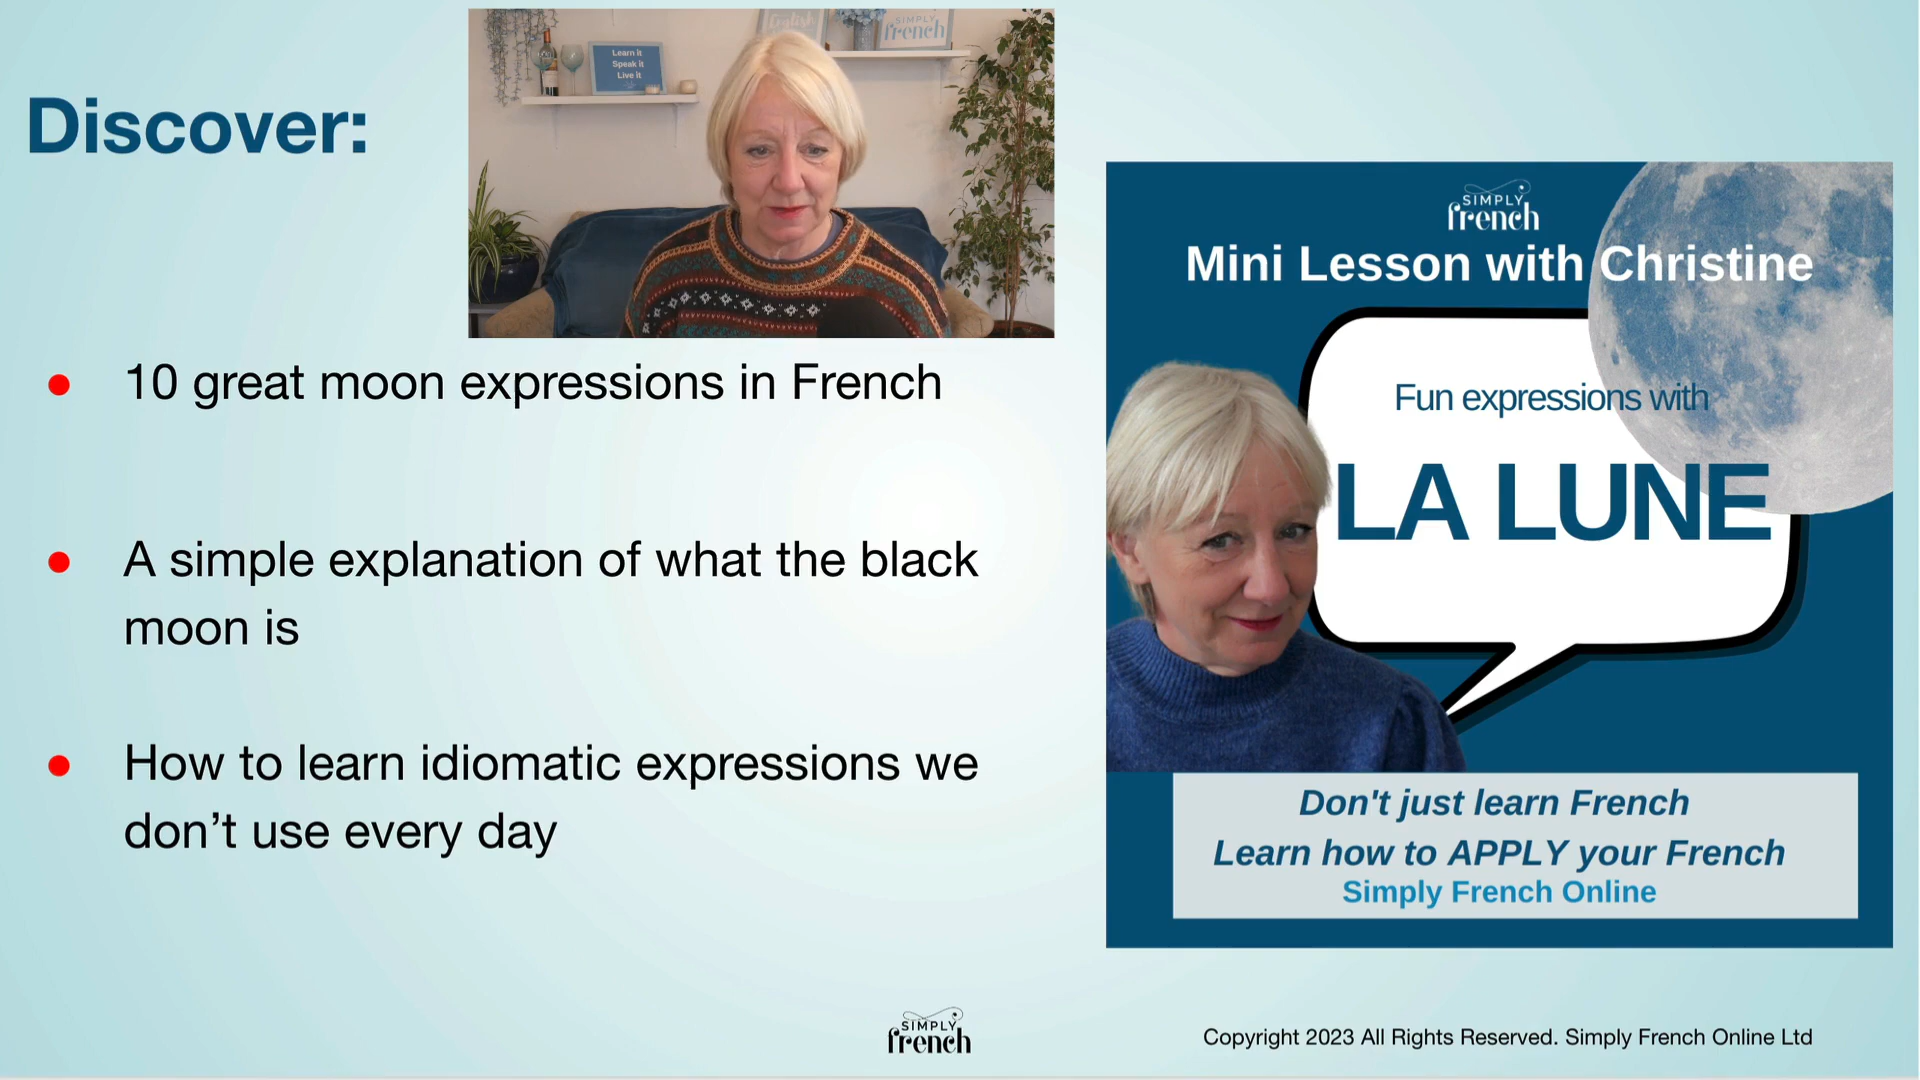 Discover:
English
SIMPLY
french
Learn it
Speak it
Live it
10 great moon expressions in French
A simple explanation of what the black
moon is
How to learn idiomatic expressions we
don’t use every day
SIMPLY
french
Mini Lesson with Christine
Fun expressions with
LA LUNE
Don't just learn French
Learn how to APPLY your French
Simply French Online
SIMPLY
french
Copyright 2023 All Rights Reserved. Simply French Online Ltd